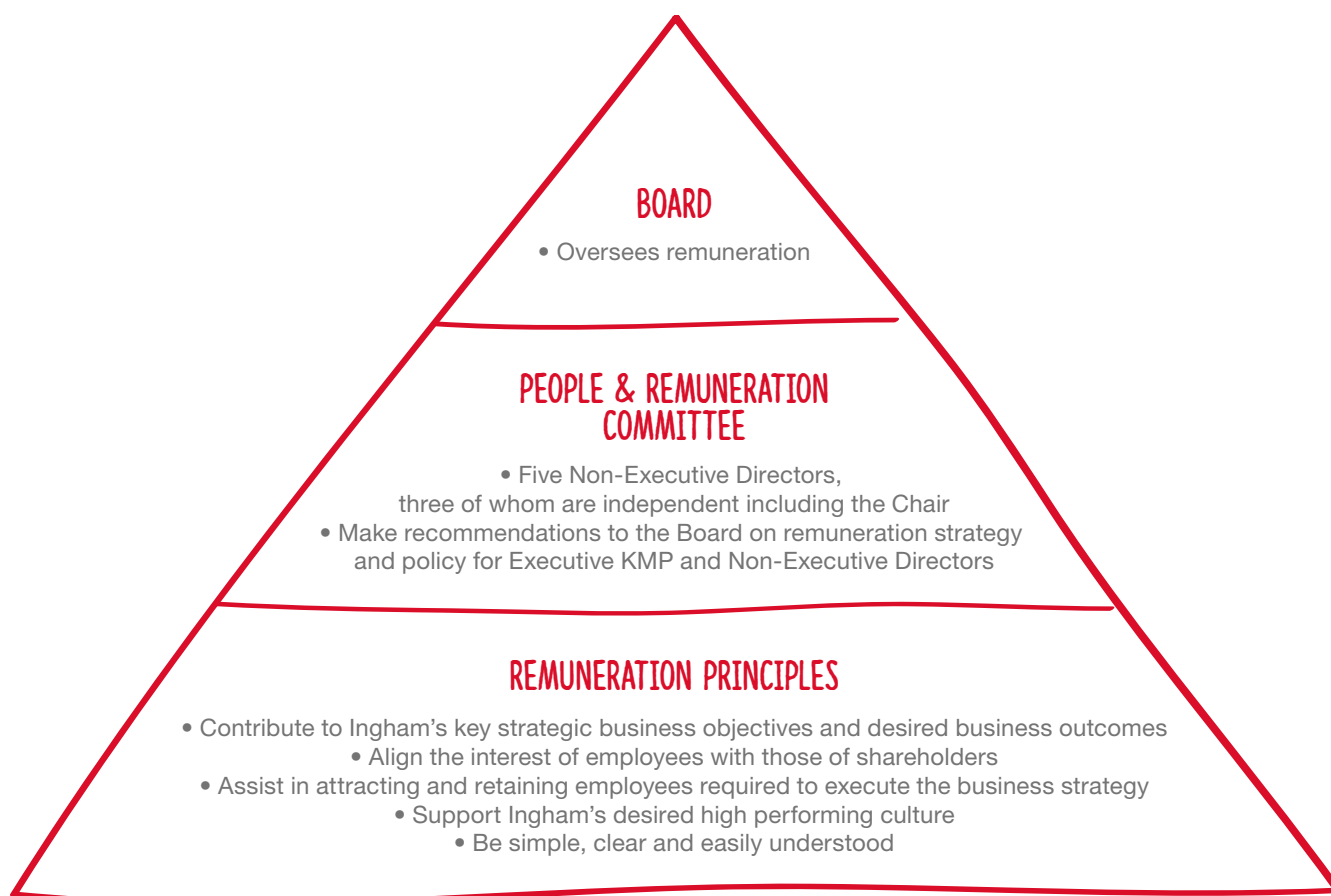 BOARD
• Oversees remuneration
PEOPLE & REMUNERATION
COMMITTEE
• Five Non-Executive Directors,
three of whom are independent including the Chair
• Make recommendations to the Board on remuneration strategy
and policy for Executive KMP and Non-Executive Directors
REMUNERATION PRINCIPLES
• Contribute to Ingham's key strategic business objectives and desired business outcomes
• Align the interest of employees with those of shareholders
• Assist in attracting and retaining employees required to execute the business strategy
• Support Ingham's desired high performing culture
• Be simple, clear and easily understood